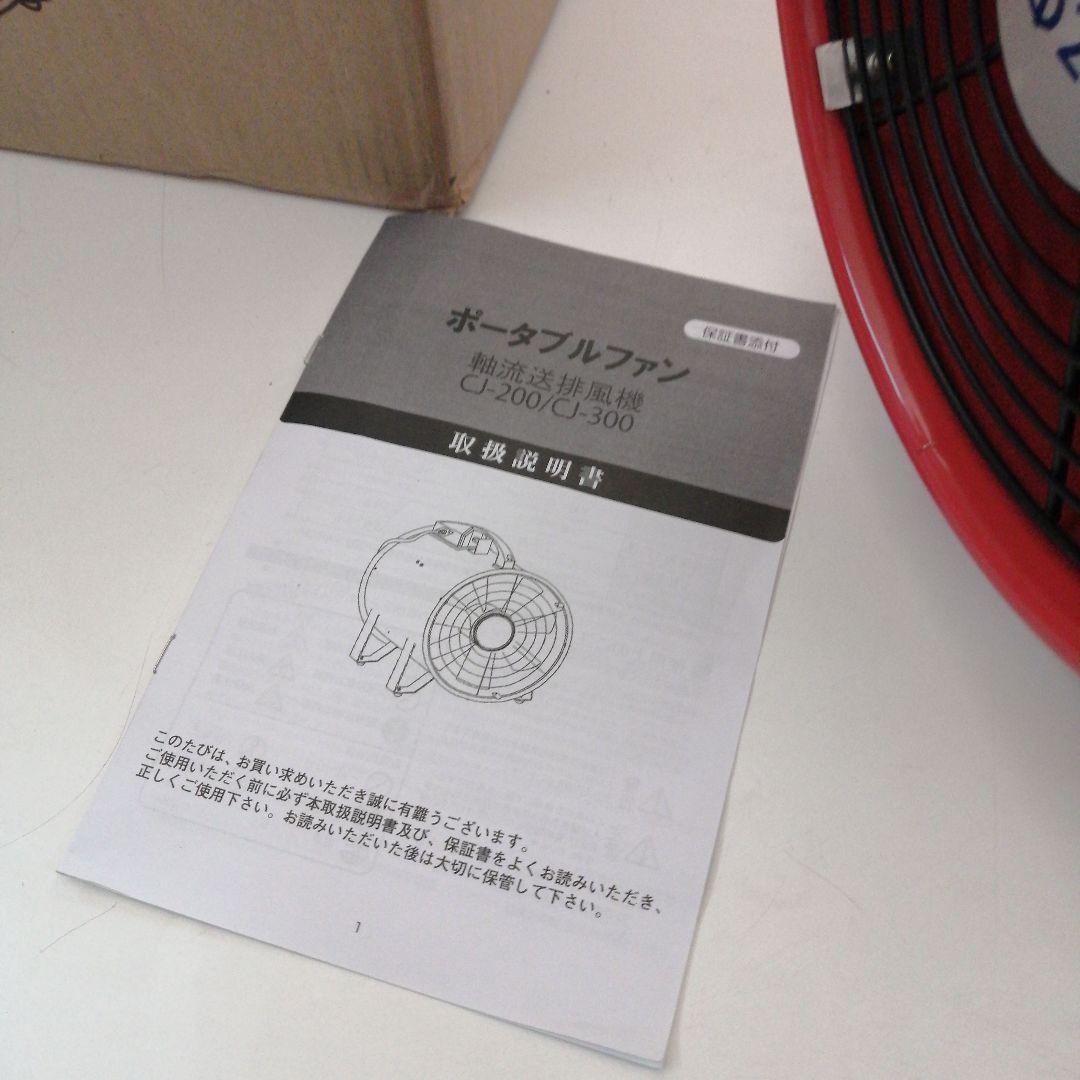 保証書添付
ポータブルファン
軸流送排風機
CJ-200/CJ-300
取扱説明書
このたびは、お買い求めいただき誠に有難うございます。
ご使用いただく前に必ず本取扱説明書及び、保証書をよくお読みいただき、
正しくご使用下さい。お読みいただいた後は大切に保管して下さい。
1